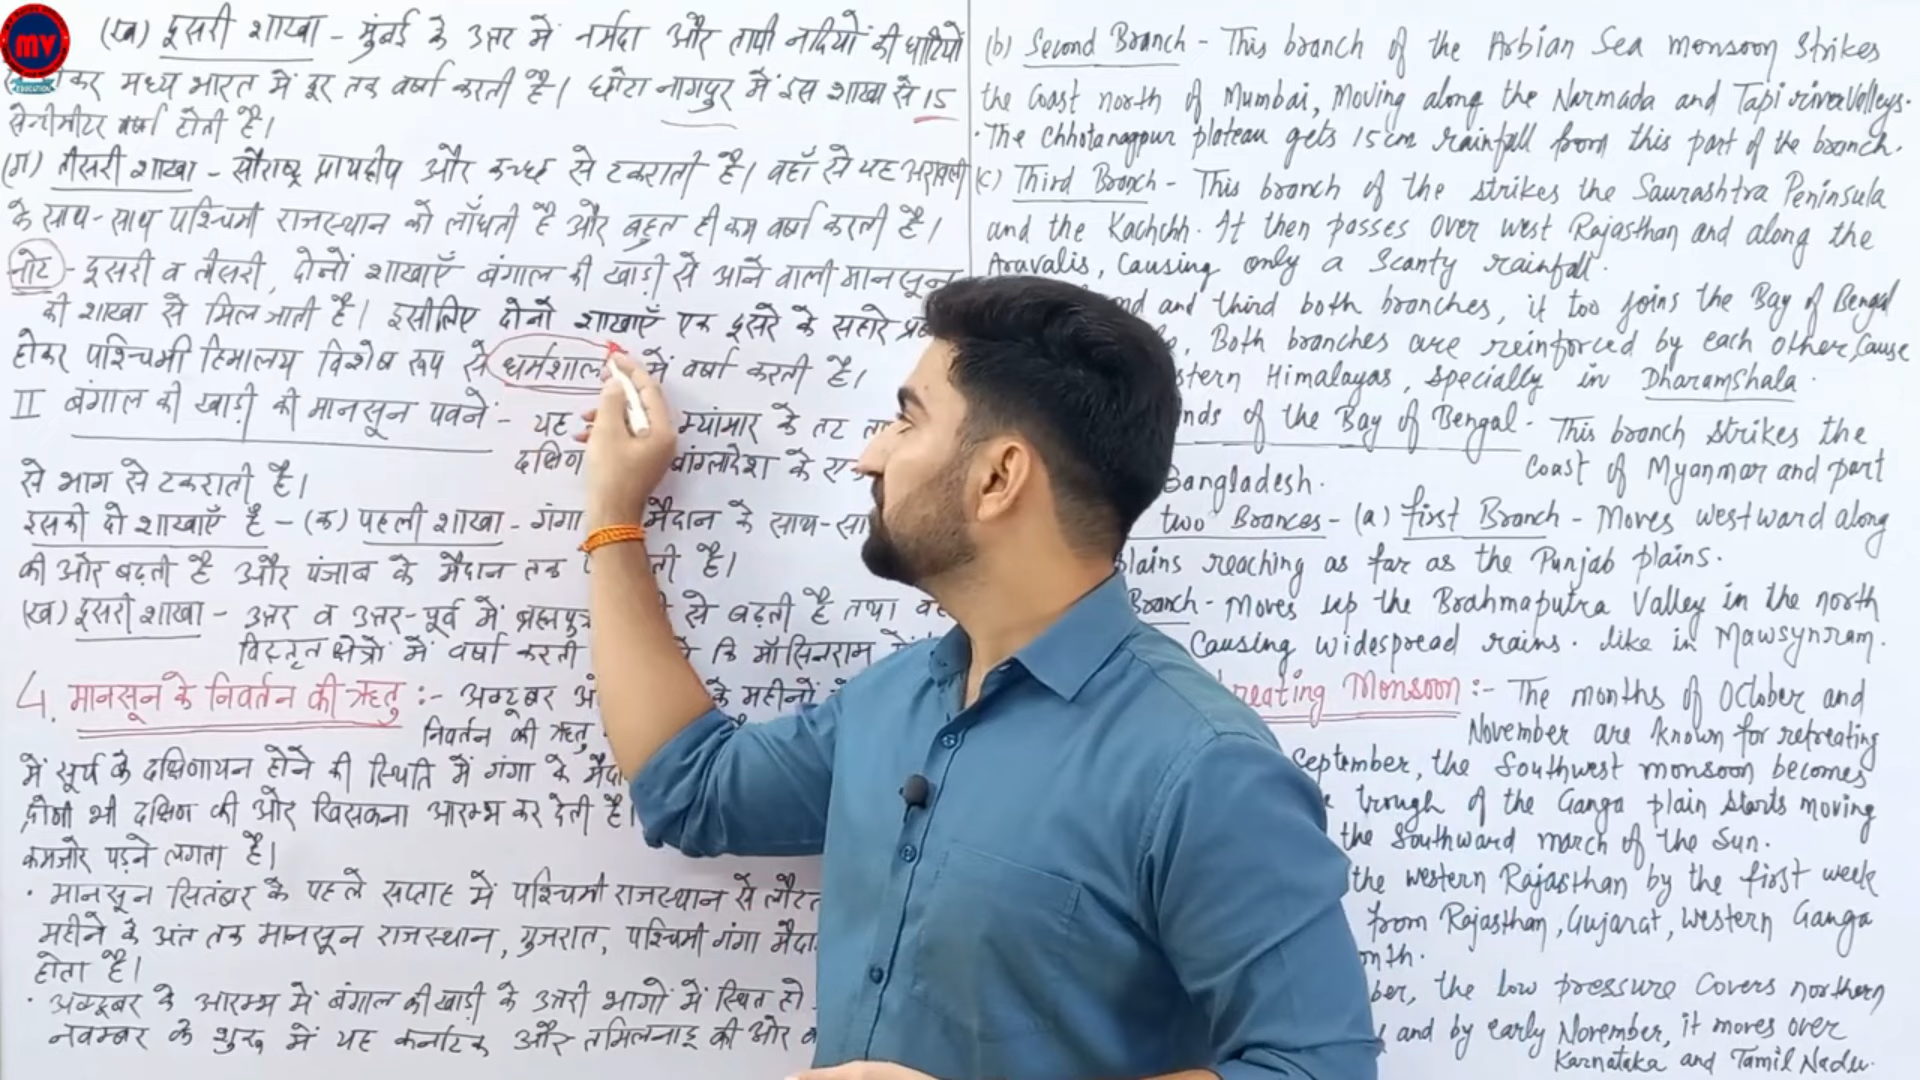 mv
EDUCATION
(ख) दूसरी शाखा - मुंबई के उत्तर में नर्मदा और तापी नदियों की घाटियों
होकर मध्य भारत में दूर तक वर्षा करती है। छोटा नागपुर में इस शाखा से 15
सेन्टीमीटर वर्षा होती है।
(ग) तीसरी शाखा - सौराष्ट्र प्रायद्वीप और कच्छ से टकराती है। वहाँ से यह अरावली
के साथ-साथ पश्चिमी राजस्थान को लाँघती है और बहुत ही कम वर्षा करती है।
नोट - दूसरी व तीसरी, दोनों शाखाएँ बंगाल की खाड़ी से आने वाली मानसून
की शाखा से मिल जाती है। इसीलिए दोनो शाखाएँ एक दूसरे के सहारे
होकर पश्चिमी हिमालय विशेष रूप से धर्मशाल में वर्षा करती है।
II बंगाल की खाड़ी की मानसून पवनें - यह म्यांमार के तट
दक्षिण बांग्लादेश के
से भाग से टकराती है।
इसकी दो शाखाएँ है - (क) पहली शाखा - गंगा मैदान के साथ-सा
की ओर बढ़ती है और पंजाब के मैदान तक ती है।
(ख) दूसरी शाखा - उत्तर व उत्तर-पूर्व में ब्रह्मपुत्र से बढ़ती है तथा
विस्तृत क्षेत्रों में वर्षा करती कि मॉसिनराम
4. मानसून के निवर्तन की ऋतु :- अक्टूबर के महीनों
निवर्तन की ऋतु
में सूर्य के दक्षिणायन होने की स्थिति में गंगा के मैदा
द्रोणी भी दक्षिण की ओर खिसकना आरम्भ कर देती है।
कमजोर पड़ने लगता है।
• मानसून सितंबर के पहले सप्ताह में पश्चिमी राजस्थान से लौटत
महीने के अंत तक मानसून राजस्थान, गुजरात, पश्चिमी गंगा मैदा
होता है।
• अक्टूबर के आरम्भ में बंगाल की खाड़ी के उत्तरी भागों में स्थित हो
नवम्बर के शुरू में यह कर्नाटक और तमिलनाडू की ओर
(b) Second Branch - This branch of the Arbian Sea monsoon Strikes
the Coast north of Mumbai, Moving along the Narmada and Tapi river Valleys.
• The Chhotanagpur plateau gets 15 cm rainfall from this part of the branch.
(c) Third Branch - This branch of the strikes the Saurashtra Peninsula
and the Kachchh. It then passes over west Rajasthan and along the
Aravalis, Causing only a Scanty rainfall.
nd and third both branches, it too joins the Bay of Bengal
Both branches are reinforced by each other, Cause
stern Himalayas, Specially in Dharamshala.
nds of the Bay of Bengal - This branch strikes the
Coast of Myanmar and part
Bangladesh.
two Brances - (a) first Branch - Moves westward along
plains reaching as far as the Punjab plains.
Branch - Moves up the Brahmaputra Valley in the north
Causing widespread rains. like in Mawsynram.
reating Monsoon :- The months of October and
November are known for retreating
September, the Southwest monsoon becomes
trough of the Ganga plain starts moving
the Southward march of the Sun.
the western Rajasthan by the first week
from Rajasthan, Gujarat, Western Ganga
onth.
ber, the low pressure Covers northern
and by early November, it moves over
Karnataka and Tamil Nadu.